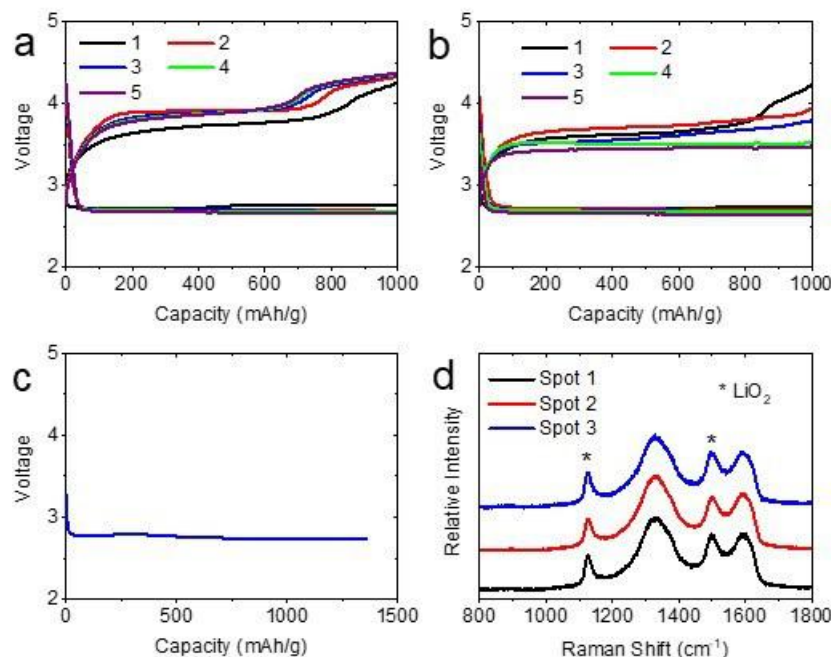 a
1 2
3 4
5
5
4
3
2
Voltage
0 200 400 600 800 1000
Capacity (mAh/g)
b
1 2
3 4
5
5
4
3
2
Voltage
0 200 400 600 800 1000
Capacity (mAh/g)
c
5
4
3
2
Voltage
0 500 1000 1500
Capacity (mAh/g)
d
Spot 1
Spot 2
Spot 3
* LiO₂
* *
Relative Intensity
800 1000 1200 1400 1600 1800
Raman Shift (cm⁻¹)